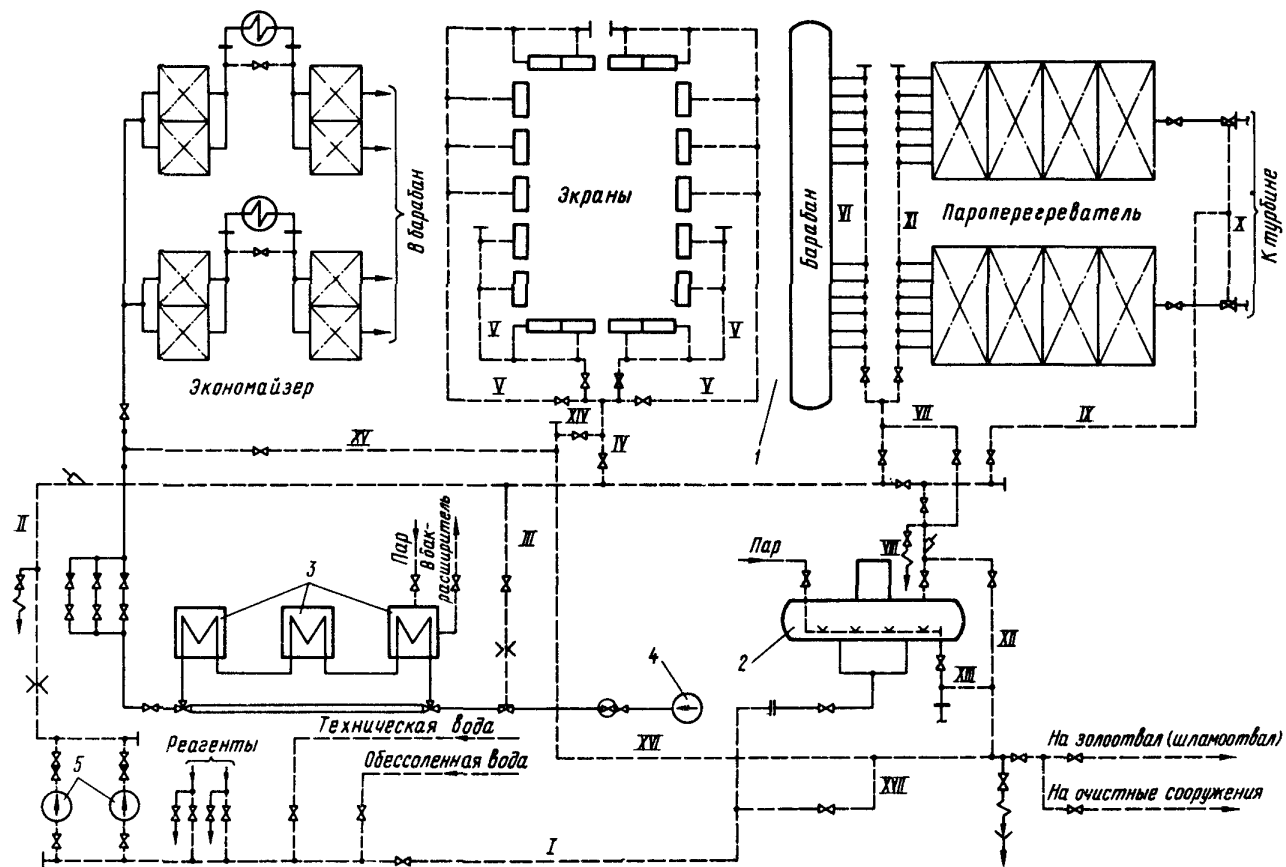 В барабан
Экономайзер
Экраны
V
V
V
V
XIV
IV
XV
1
Барабан
VI
XI
Пароперегреватель
X
К турбине
VII
IX
II
3
Пар
В бак-
расширитель
III
Пар
VIII
2
XII
XIII
4
Техническая вода
Реагенты
Обессоленная вода
5
XVI
XVII
На золоотвал (шламоотвал)
На очистные сооружения
I